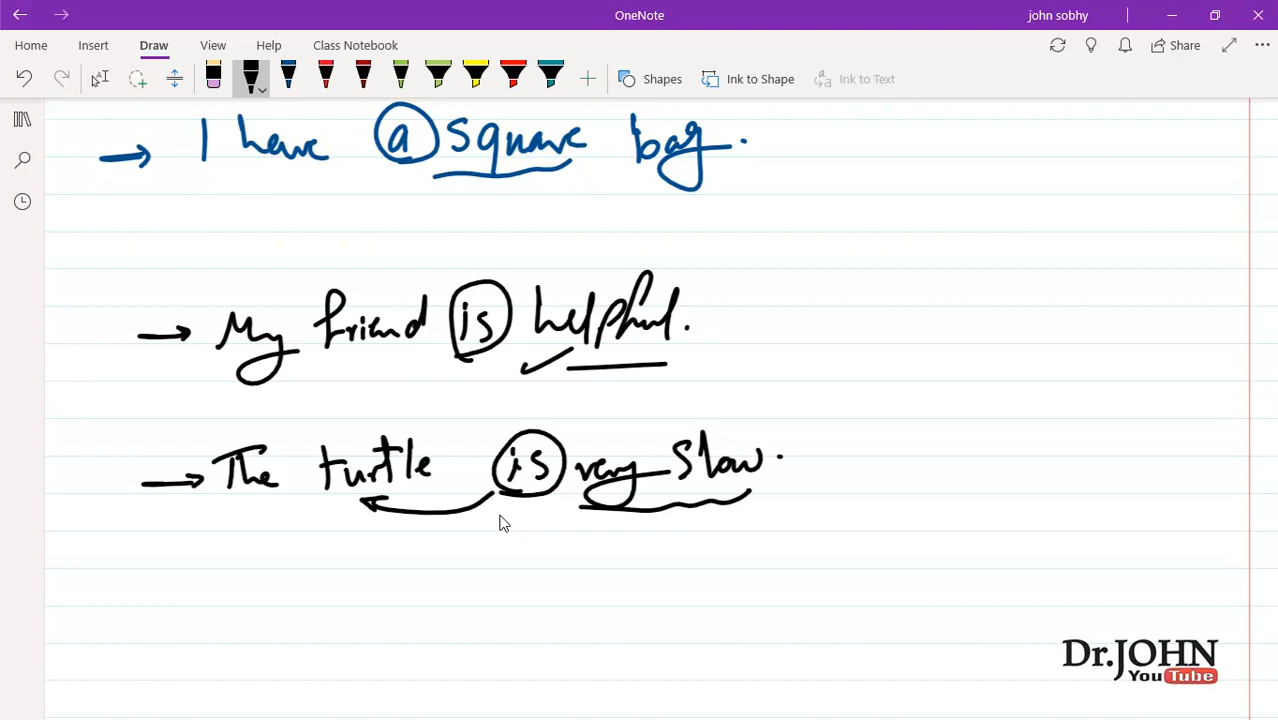 OneNote
john sobhy
Home Insert Draw View Help Class Notebook
Share
Shapes Ink to Shape Ink to Text
→ I have a square bag.
→ My friend is helpful.
→ The turtle is very slow.
Dr.JOHN
YouTube